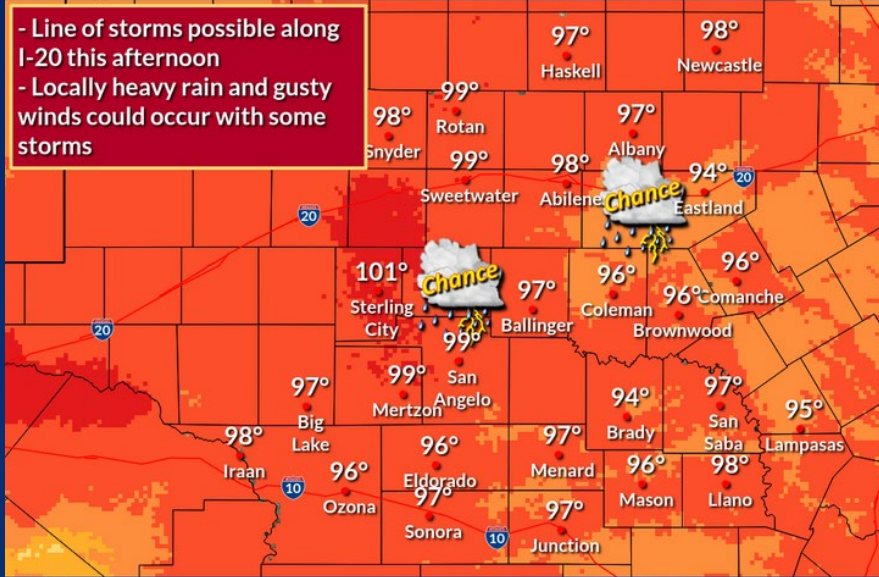 - Line of storms possible along
I-20 this afternoon
- Locally heavy rain and gusty
winds could occur with some
storms
97°
Haskell
98°
Newcastle
98°
Snyder
99°
Rotan
97°
Albany
99°
Sweetwater
98°
Abilene
Chance
94°
Eastland
20
20
101°
Sterling
City
Chance
97°
Ballinger
96°
Coleman
96°
Brownwood
96°
Comanche
20
99°
San
Angelo
99°
Mertzon
97°
Big
Lake
94°
Brady
97°
San
Saba
95°
Lampasas
98°
Iraan
96°
Ozona
10
96°
Eldorado
97°
Sonora
97°
Menard
96°
Mason
98°
Llano
10
97°
Junction